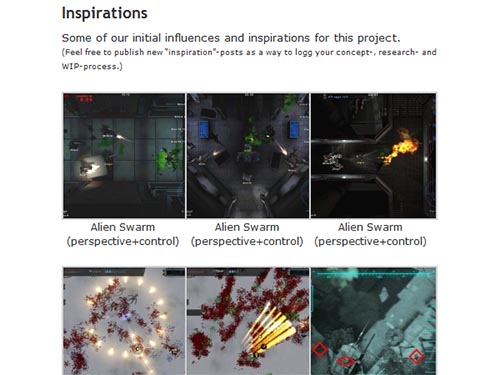 Inspirations
Some of our initial influences and inspirations for this project.
(Feel free to publish new "inspiration"-posts as a way to logg your concept-, research- and
WIP-process.)
Alien Swarm
(perspective+control)
Alien Swarm
(perspective+control)
Alien Swarm
(perspective+control)